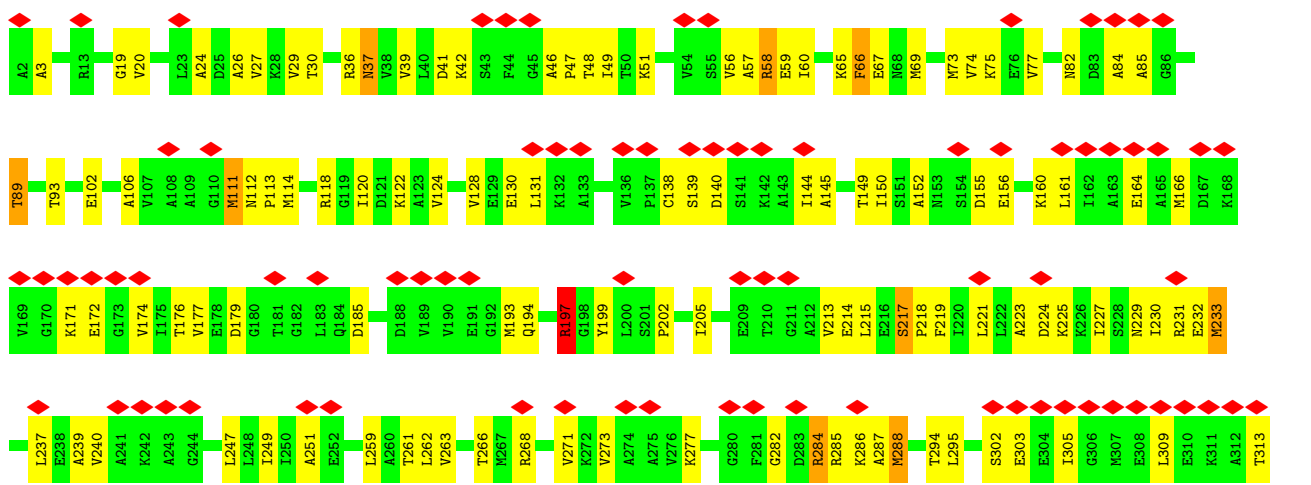 A2 A3 R13 G19 V20 L23 A24 D25 A26 V27 K28 V29 T30 R36 N37 V38 V39 L40 D41 K42 S43 F44 G45 A46 P47 T48 I49 T50 K51 V54 S55 V56 A57 R58 E59 I60 K65 F66 E67 N68 M69 M73 V74 K75 E76 V77 N82 D83 A84 A85 G86
T89 T93 E102 A106 V107 A108 A109 G110 M111 N112 P113 M114 R118 G119 I120 D121 K122 A123 V124 V128 E129 E130 L131 K132 A133 V136 P137 C138 S139 D140 S141 K142 A143 I144 A145 T149 I150 S151 A152 N153 S154 D155 E156 K160 L161 I162 A163 E164 A165 M166 D167 K168
V169 G170 K171 E172 G173 V174 I175 T176 V177 E178 D179 G180 T181 G182 L183 Q184 D185 D188 V189 V190 E191 G192 M193 Q194 R197 G198 Y199 L200 S201 P202 I205 E209 T210 G211 A212 V213 E214 L215 E216 S217 P218 F219 I220 L221 L222 A223 D224 K225 K226 I227 S228 N229 I230 R231 E232 M233
L237 E238 A239 V240 A241 K242 A243 G244 L247 L248 I249 I250 A251 E252 L259 A260 T261 L262 V263 T266 M267 R268 V271 K272 V273 A274 A275 V276 K277 G280 F281 G282 D283 R284 R285 K286 A287 M288 T294 L295 S302 E303 E304 I305 G306 M307 E308 L309 E310 K311 A312 T313